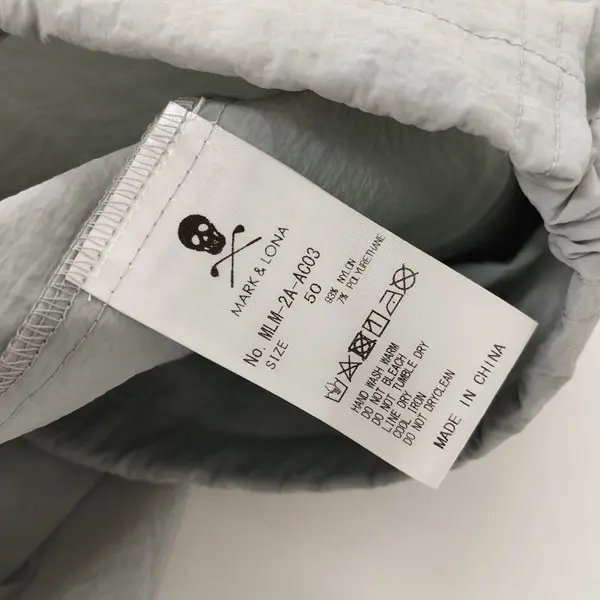 MARK & LONA
No. MLM-2A-AC03
SIZE 50
93% NYLON
7% POLYURETHANE
HAND WASH WARM
DO NOT BLEACH
DO NOT TUMBLE DRY
LINE DRY
COOL IRON
DO NOT DRYCLEAN
MADE IN CHINA